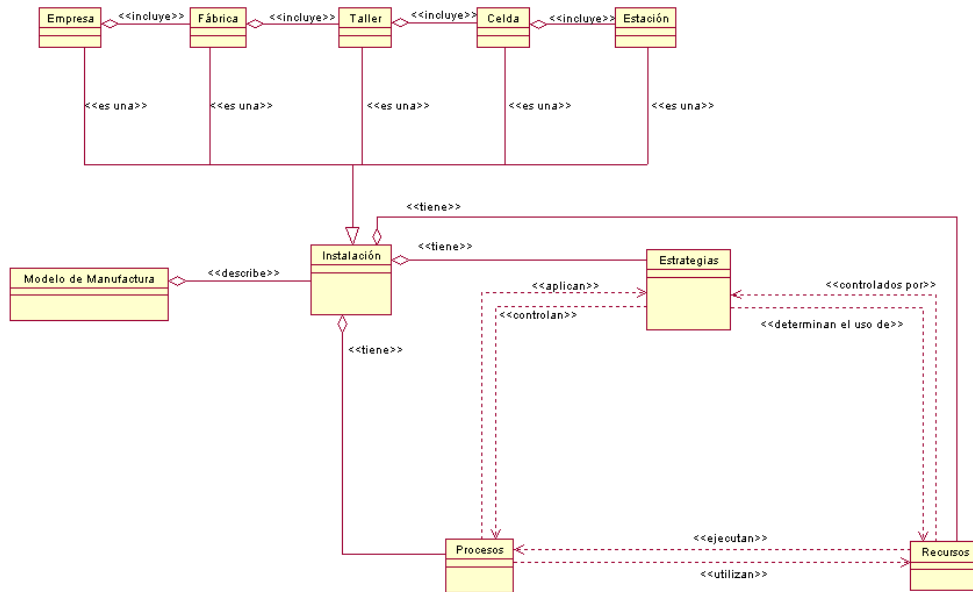 Empresa
<<incluye>>
Fábrica
<<incluye>>
Taller
<<incluye>>
Celda
<<incluye>>
Estación
<<es una>>
<<es una>>
<<es una>>
<<es una>>
<<es una>>
<<tiene>>
Instalación
<<tiene>>
Estrategias
Modelo de Manufactura
<<describe>>
<<aplican>>
<<controlados por>>
<<controlan>>
<<determinan el uso de>>
<<tiene>>
Procesos
<<ejecutan>>
Recursos
<<utilizan>>